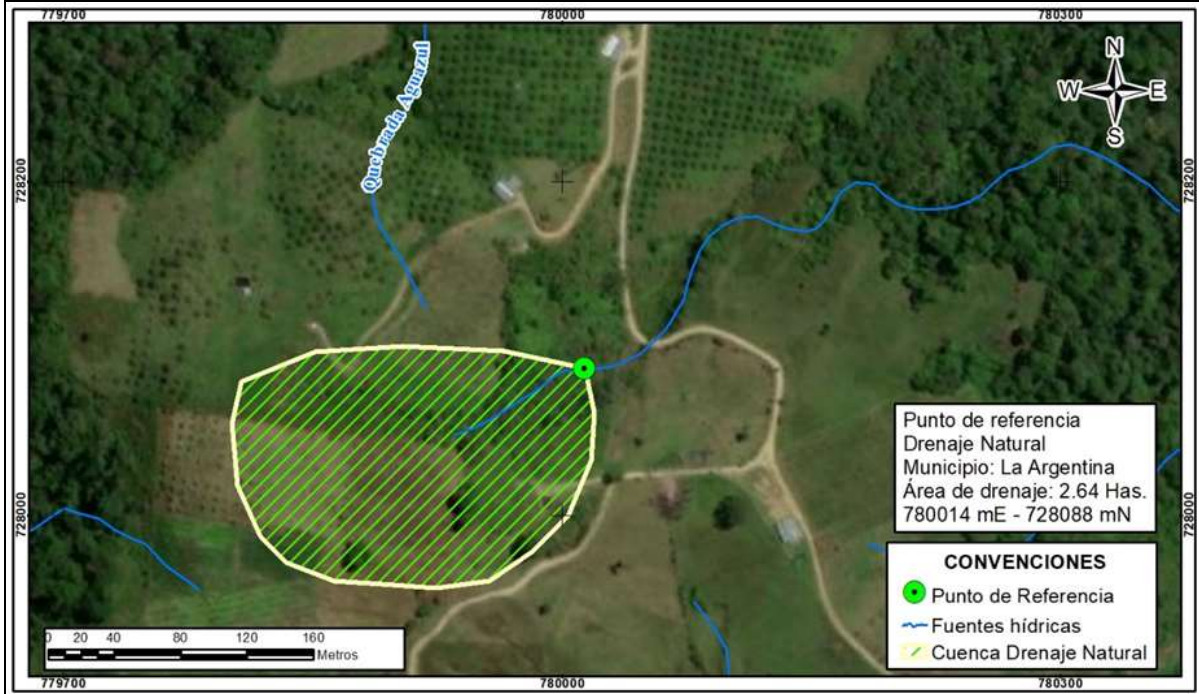 779700 780000 780300
N
W E
S
Quebrada Aguazul
728200 728200
728000 728000
Punto de referencia
Drenaje Natural
Municipio: La Argentina
Área de drenaje: 2.64 Has.
780014 mE - 728088 mN
CONVENCIONES
Punto de Referencia
Fuentes hídricas
Cuenca Drenaje Natural
0 20 40 80 120 160
Metros
779700 780000 780300